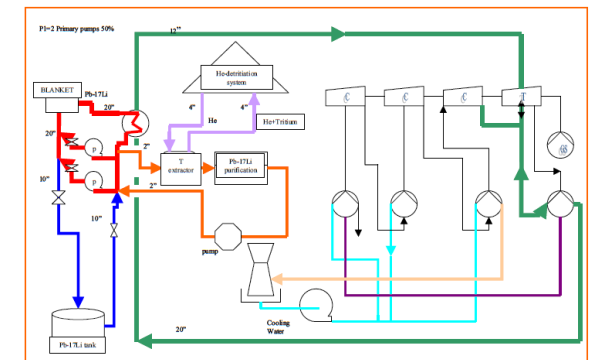 P1=2 Primary pumps 50%
12"
He-detritiation
system
BLANKET
Pb-17Li
20"
4"
4"
He
He+Tritium
20"
P
2"
T
extractor
Pb-17Li
purification
P
10"
2"
10"
pump
C
C
C
T
Cooling
Water
20"
Pb-17Li tank